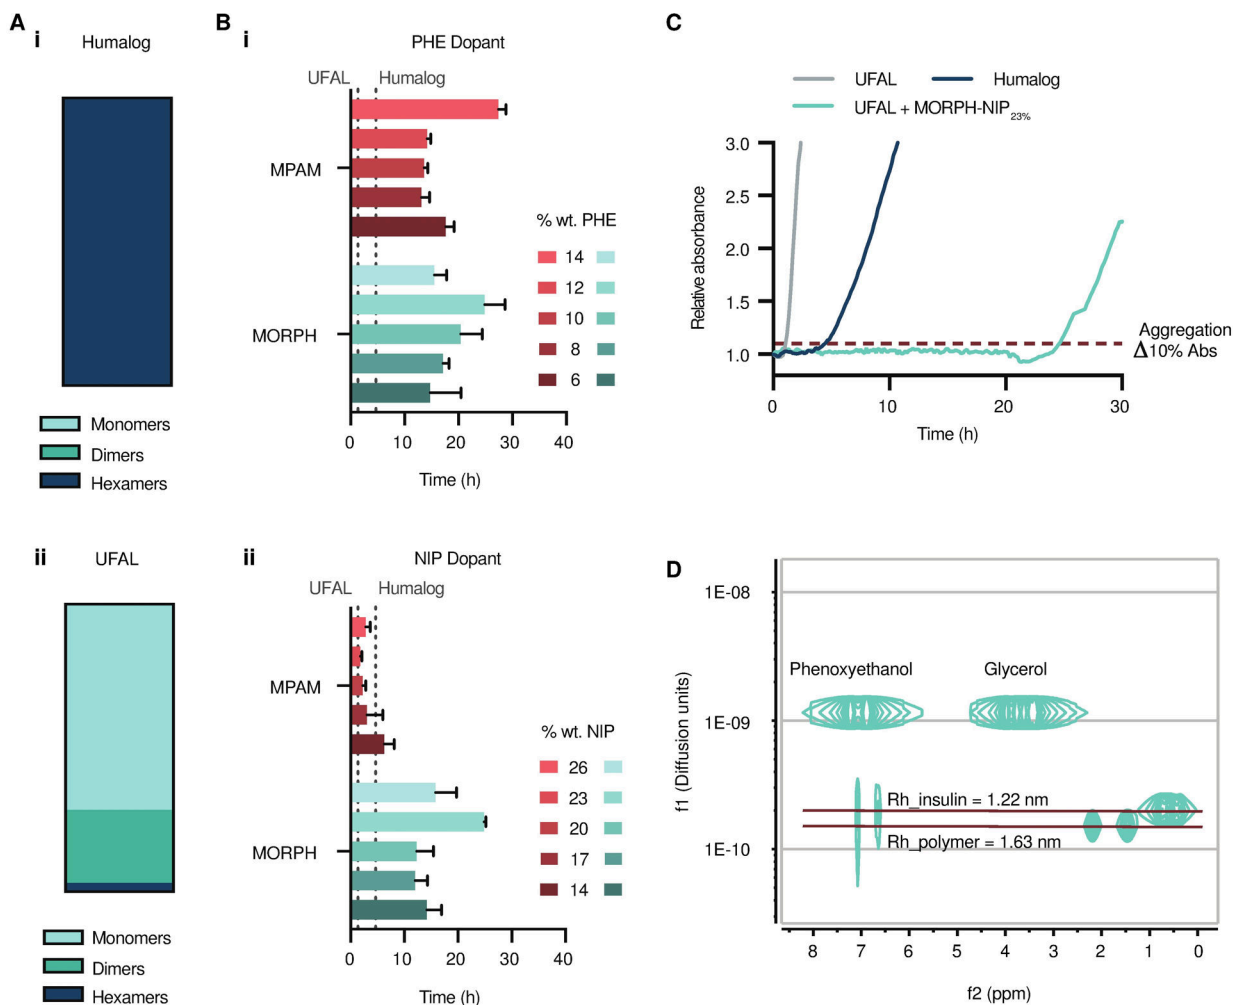 A
i
Humalog
Monomers
Dimers
Hexamers
ii
UFAL
Monomers
Dimers
Hexamers
B
i
PHE Dopant
UFAL
Humalog
MPAM
MORPH
% wt. PHE
14
12
10
8
6
0 10 20 30 40
Time (h)
ii
NIP Dopant
UFAL
Humalog
MPAM
MORPH
% wt. NIP
26
23
20
17
14
0 10 20 30 40
Time (h)
C
UFAL
Humalog
UFAL + MORPH-NIP23%
Relative absorbance
3.0
2.5
2.0
1.5
1.0
Aggregation
Δ10% Abs
0 10 20 30
Time (h)
D
f1 (Diffusion units)
1E-08
1E-09
1E-10
Phenoxyethanol
Glycerol
Rh_insulin = 1.22 nm
Rh_polymer = 1.63 nm
8 7 6 5 4 3 2 1 0
f2 (ppm)